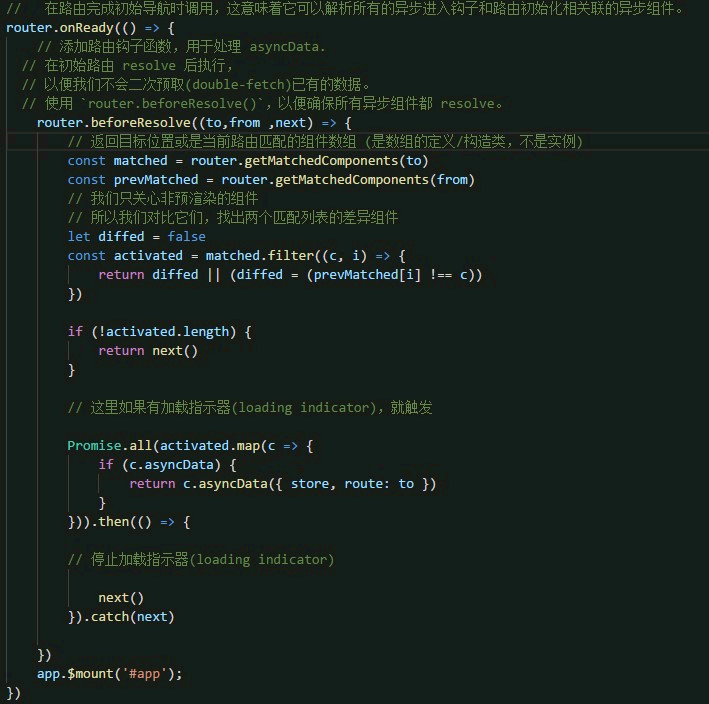 //   在路由完成初始导航时调用，这意味着它可以解析所有的异步进入钩子和路由初始化相关联的异步组件。
router.onReady(() => {
    // 添加路由钩子函数，用于处理 asyncData.
  // 在初始路由 resolve 后执行，
  // 以便我们不会二次预取(double-fetch)已有的数据。
  // 使用 `router.beforeResolve()`，以便确保所有异步组件都 resolve。
    router.beforeResolve((to,from ,next) => {
        // 返回目标位置或是当前路由匹配的组件数组 (是数组的定义/构造类，不是实例)
        const matched = router.getMatchedComponents(to)
        const prevMatched = router.getMatchedComponents(from)
        // 我们只关心非预渲染的组件
        // 所以我们对比它们，找出两个匹配列表的差异组件
        let diffed = false
        const activated = matched.filter((c, i) => {
            return diffed || (diffed = (prevMatched[i] !== c))
        })
        if (!activated.length) {
            return next()
        }
        // 这里如果有加载指示器(loading indicator)，就触发
        Promise.all(activated.map(c => {
            if (c.asyncData) {
                return c.asyncData({ store, route: to })
            }
        })).then(() => {
        // 停止加载指示器(loading indicator)
            next()
        }).catch(next)
    })
    app.$mount('#app');
})